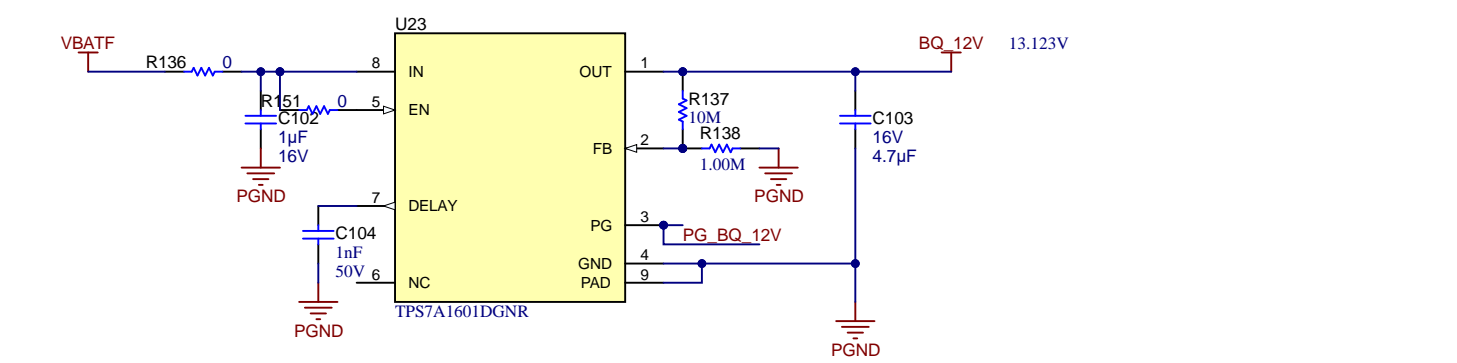 U23
VBATF
BQ_12V
13.123V
R136
0
8
IN
OUT
1
R151
0
5
EN
R137
10M
C102
1µF
16V
C103
16V
4.7µF
R138
1.00M
FB
2
PGND
PGND
7
DELAY
PG
3
PG_BQ_12V
C104
1nF
50V
6
NC
GND
4
PAD
9
TPS7A1601DGNR
PGND
PGND